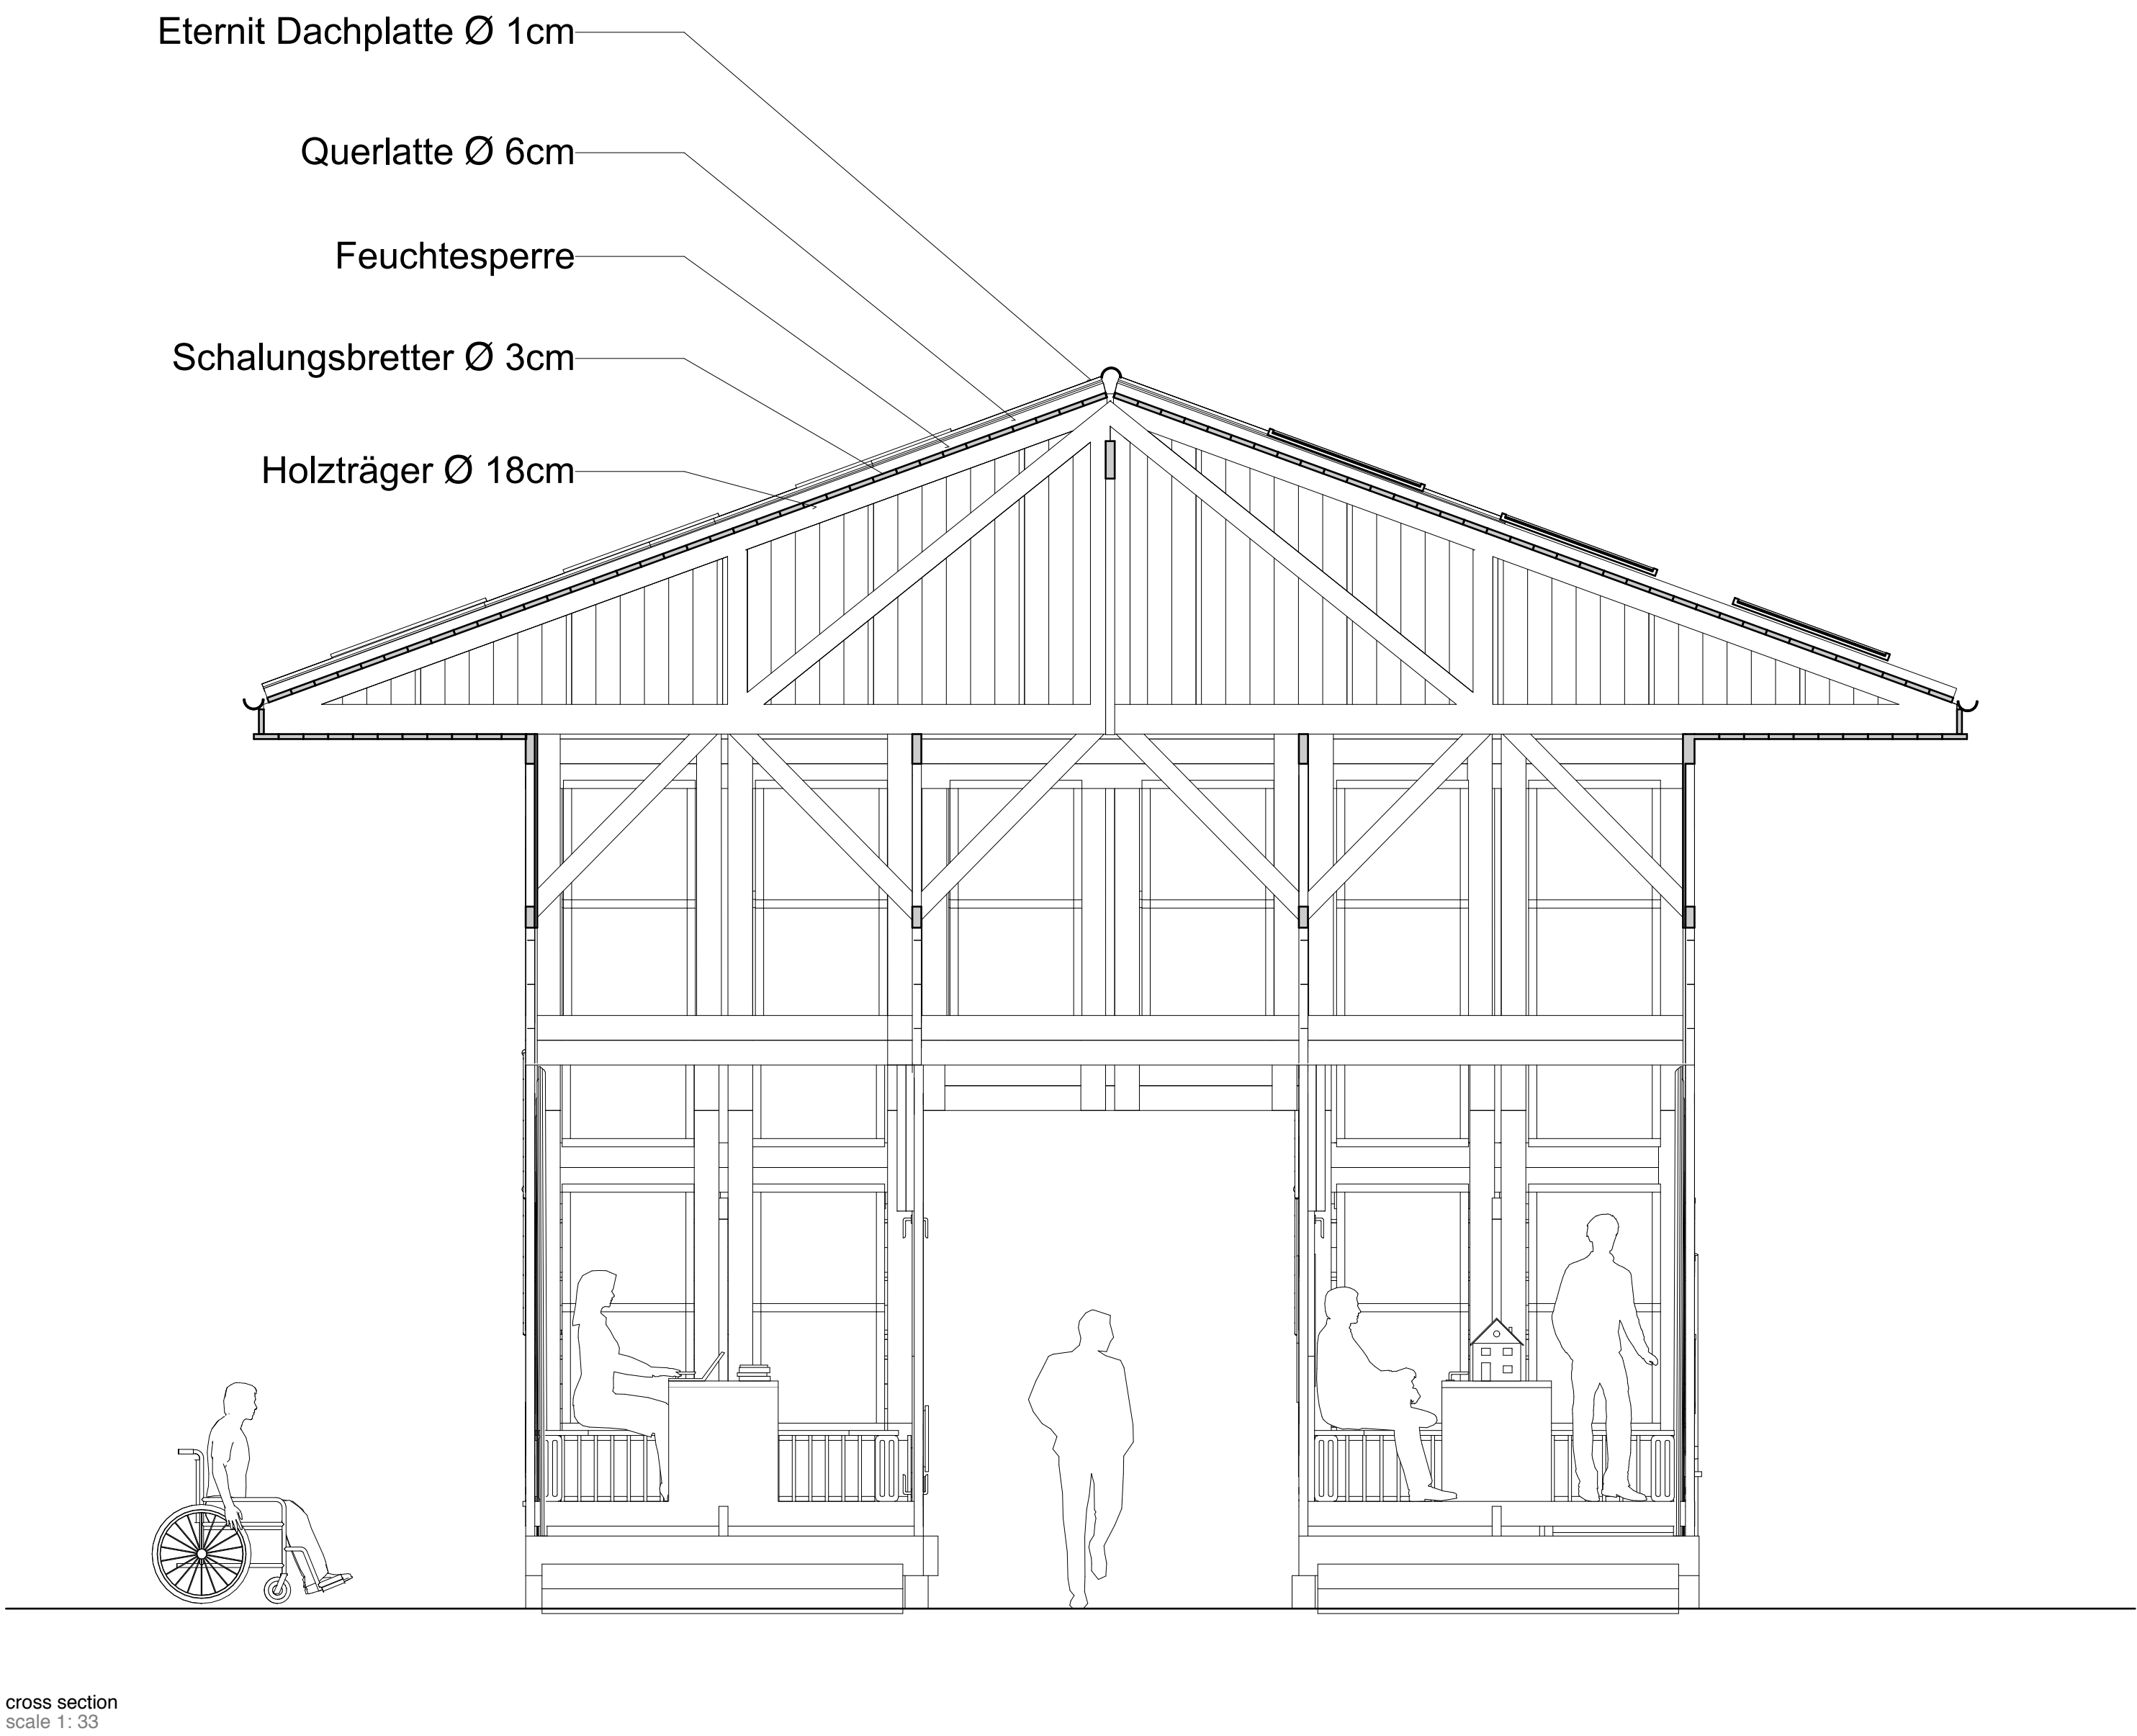 Eternit Dachplatte Ø 1cm
Querlatte Ø 6cm
Feuchtesperre
Schalungsbretter Ø 3cm
Holzträger Ø 18cm
cross section
scale 1: 33